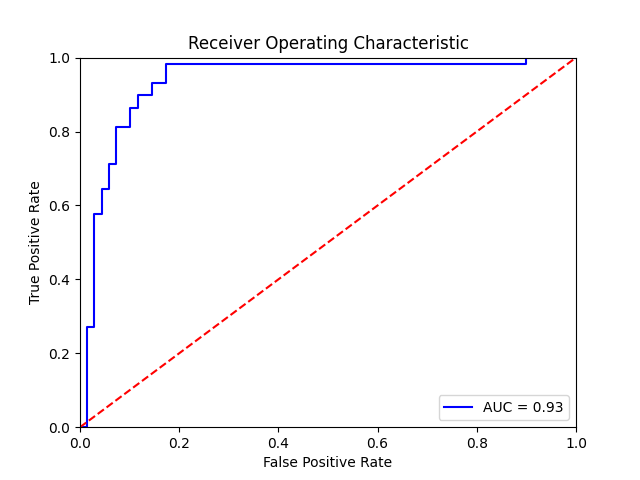 Receiver Operating Characteristic
1.0
0.8
0.6
0.4
0.2
0.0
True Positive Rate
AUC = 0.93
0.0 0.2 0.4 0.6 0.8 1.0
False Positive Rate